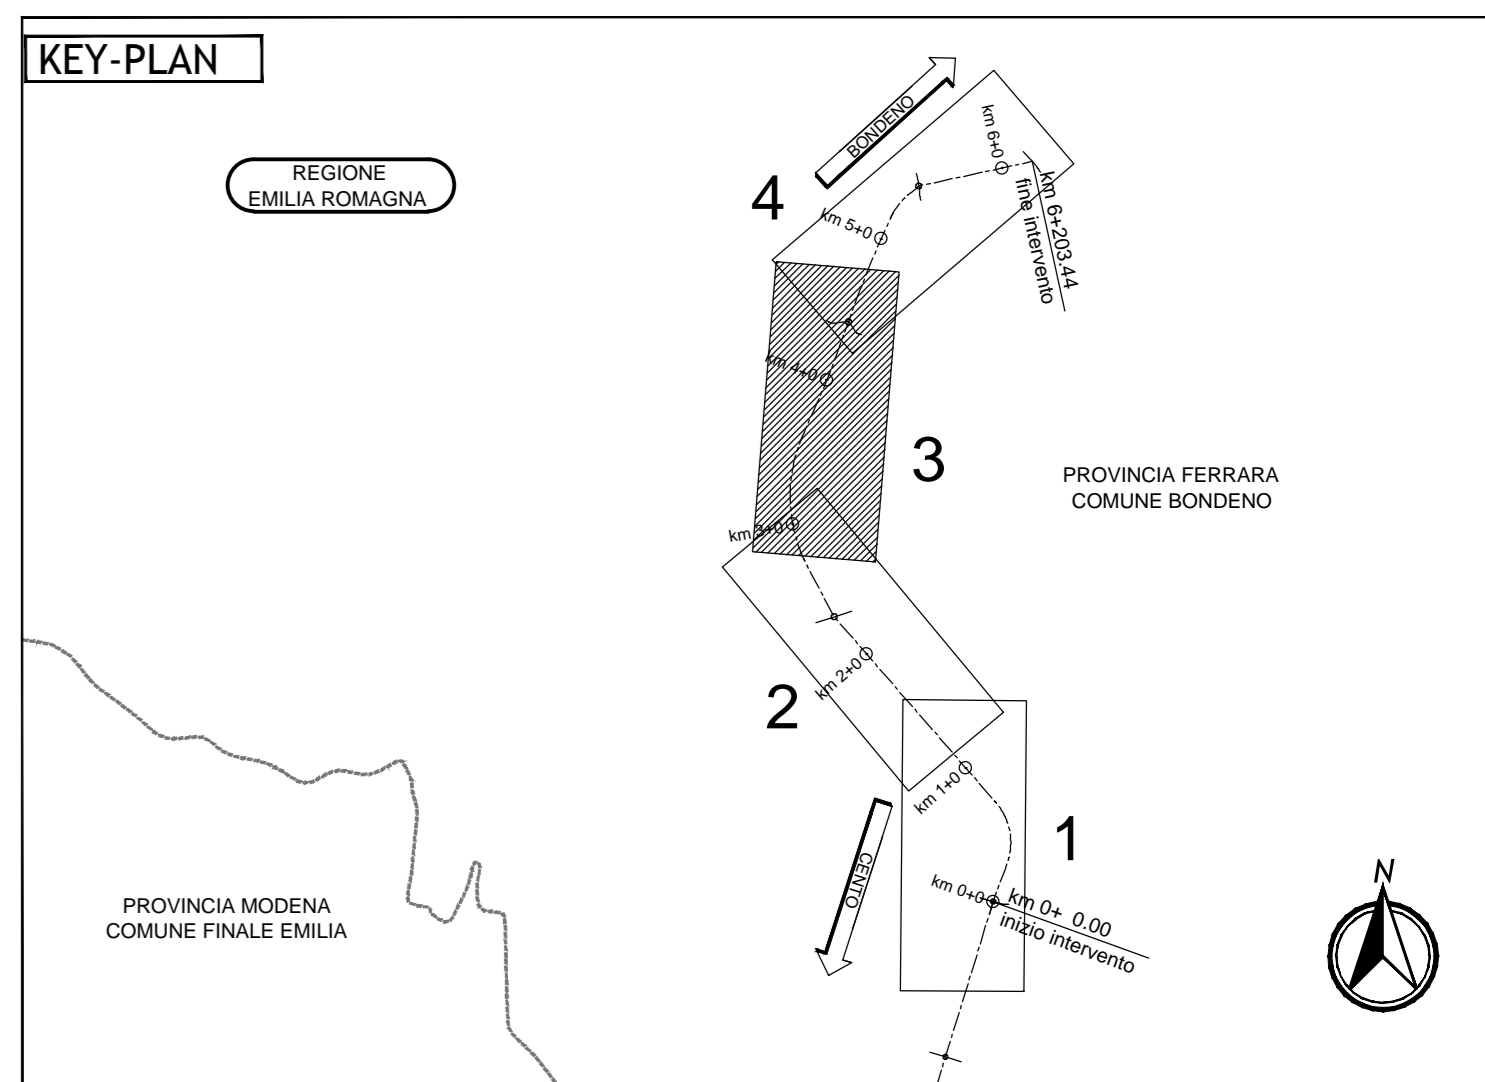 KEY-PLAN
REGIONE
EMILIA ROMAGNA
BONDENO
4
km 6+0
km 6+203.44
fine intervento
km 5+0
km 4+0
3
PROVINCIA FERRARA
COMUNE BONDENO
km 3+0
km 2+0
2
km 1+0
1
CENTO
km 0+0
km 0+ 0.00
inizio intervento
PROVINCIA MODENA
COMUNE FINALE EMILIA
N